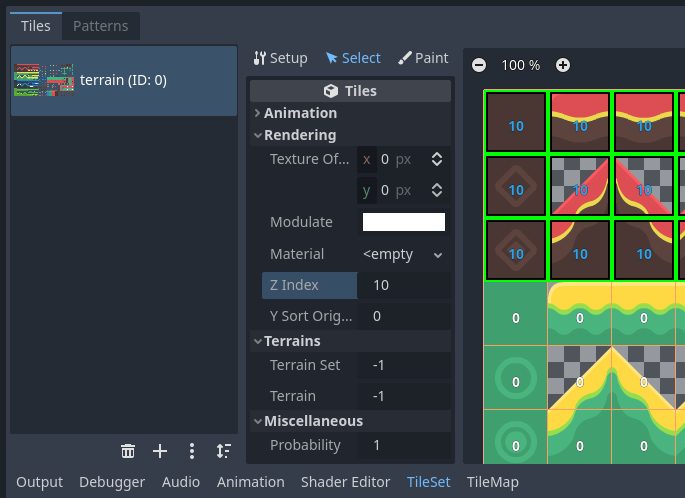 Tiles Patterns
terrain (ID: 0)
Setup Select Paint
Tiles
Animation
Rendering
Texture Of... x 0 px
y 0 px
Modulate
Material <empty
Z Index 10
Y Sort Orig... 0
Terrains
Terrain Set -1
Terrain -1
Miscellaneous
Probability 1
100 %
10 10 10
10 10 10
10 10 10
0 0 0
0 0 0
0 0 0
Output Debugger Audio Animation Shader Editor TileSet TileMap